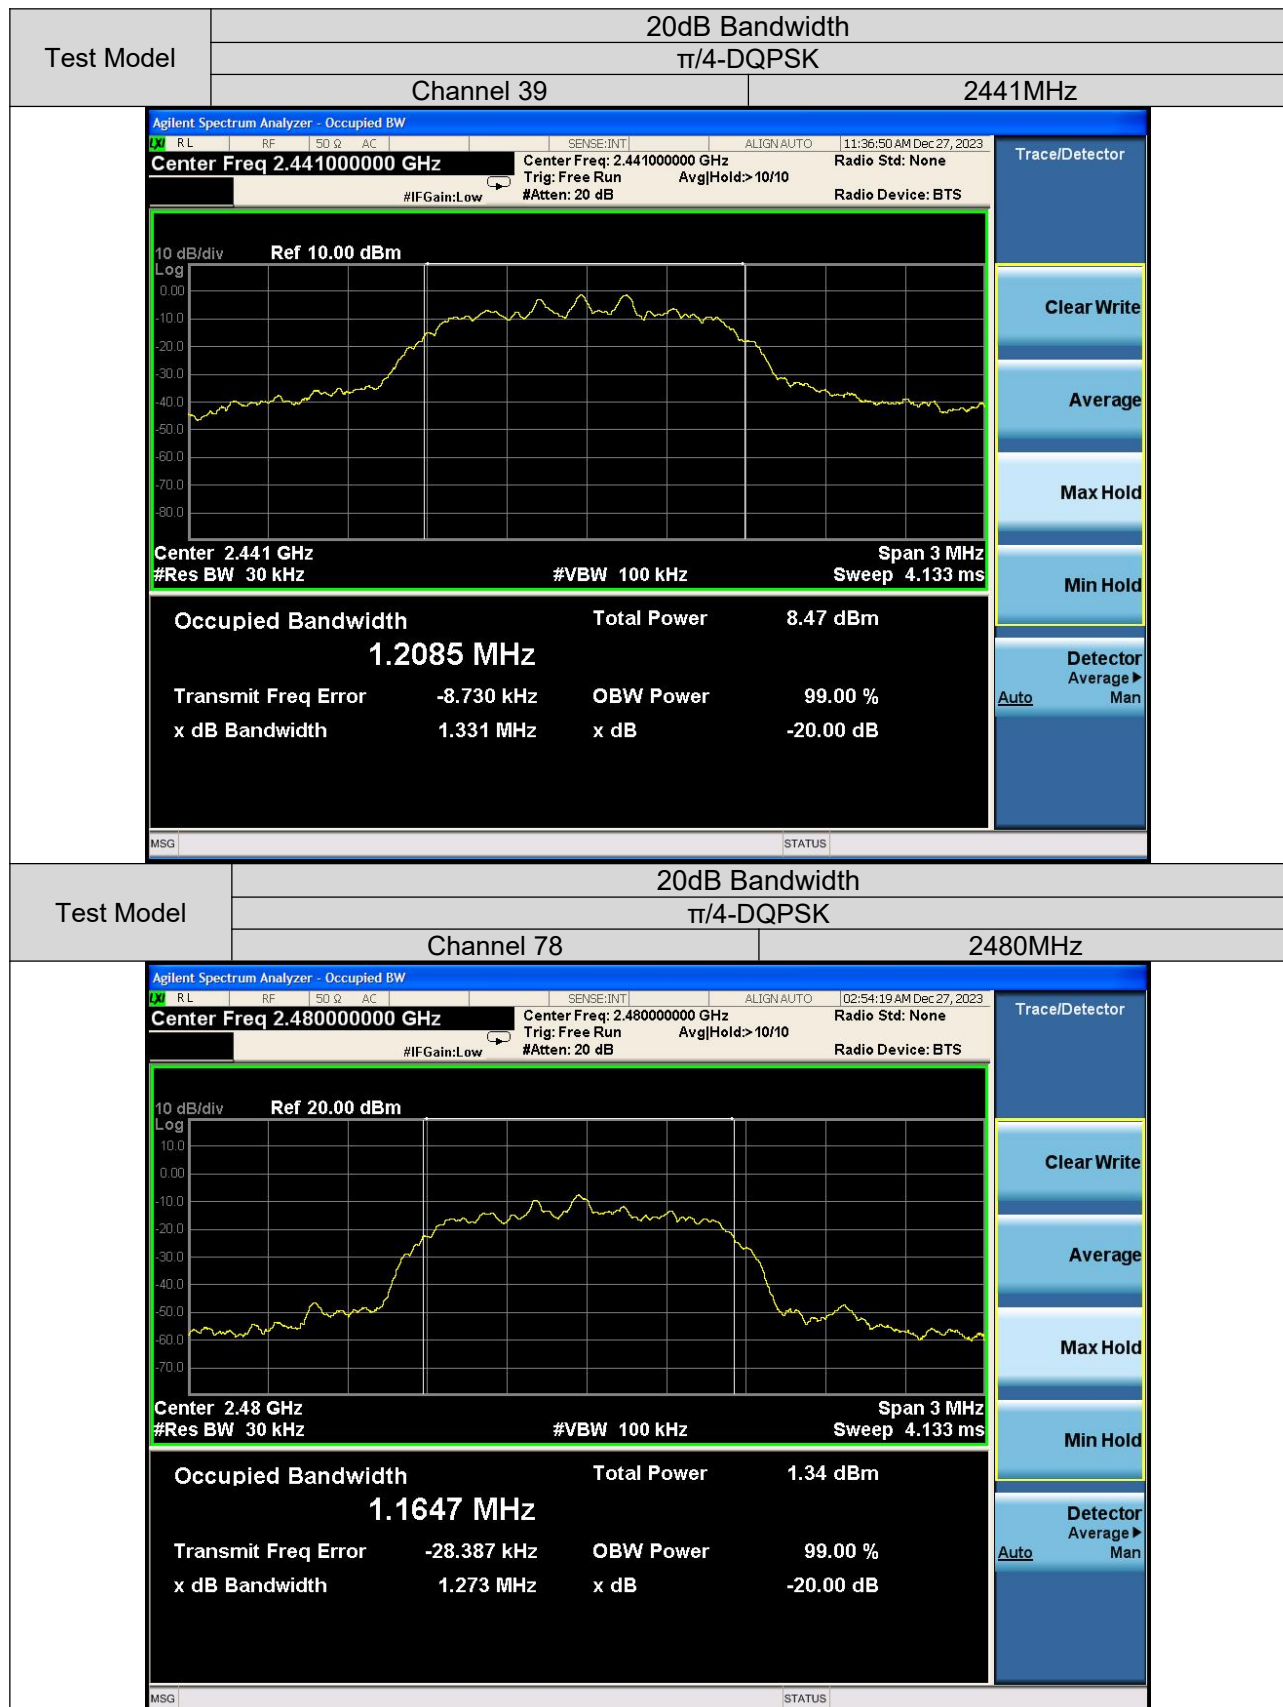 Test Model
20dB Bandwidth
π/4-DQPSK
Channel 39 2441MHz
Agilent Spectrum Analyzer - Occupied BW
LXI RL RF 50 Ω AC SENSE:INT ALIGN AUTO 11:36:50 AM Dec 27, 2023
Center Freq 2.441000000 GHz Center Freq: 2.441000000 GHz Radio Std: None Trace/Detector
Trig: Free Run Avg|Hold:>10/10
#IFGain:Low #Atten: 20 dB Radio Device: BTS
10 dB/div Ref 10.00 dBm
Log
0.00
-10.0
-20.0
-30.0
-40.0
-50.0
-60.0
-70.0
-80.0
Center 2.441 GHz Span 3 MHz
#Res BW 30 kHz #VBW 100 kHz Sweep 4.133 ms
Occupied Bandwidth Total Power 8.47 dBm
1.2085 MHz
Transmit Freq Error -8.730 kHz OBW Power 99.00 %
x dB Bandwidth 1.331 MHz x dB -20.00 dB
Clear Write
Average
Max Hold
Min Hold
Detector
Average
Auto Man
MSG STATUS
Test Model
20dB Bandwidth
π/4-DQPSK
Channel 78 2480MHz
Agilent Spectrum Analyzer - Occupied BW
LXI RL RF 50 Ω AC SENSE:INT ALIGN AUTO 02:54:19 AM Dec 27, 2023
Center Freq 2.480000000 GHz Center Freq: 2.480000000 GHz Radio Std: None Trace/Detector
Trig: Free Run Avg|Hold:>10/10
#IFGain:Low #Atten: 20 dB Radio Device: BTS
10 dB/div Ref 20.00 dBm
Log
10.0
0.00
-10.0
-20.0
-30.0
-40.0
-50.0
-60.0
-70.0
Center 2.48 GHz Span 3 MHz
#Res BW 30 kHz #VBW 100 kHz Sweep 4.133 ms
Occupied Bandwidth Total Power 1.34 dBm
1.1647 MHz
Transmit Freq Error -28.387 kHz OBW Power 99.00 %
x dB Bandwidth 1.273 MHz x dB -20.00 dB
Clear Write
Average
Max Hold
Min Hold
Detector
Average
Auto Man
MSG STATUS